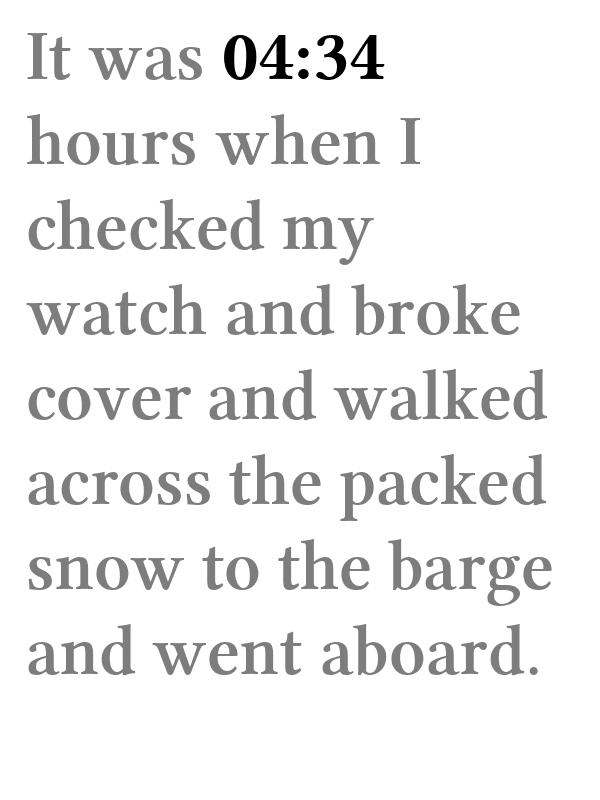 It was 04:34
hours when I
checked my
watch and broke
cover and walked
across the packed
snow to the barge
and went aboard.